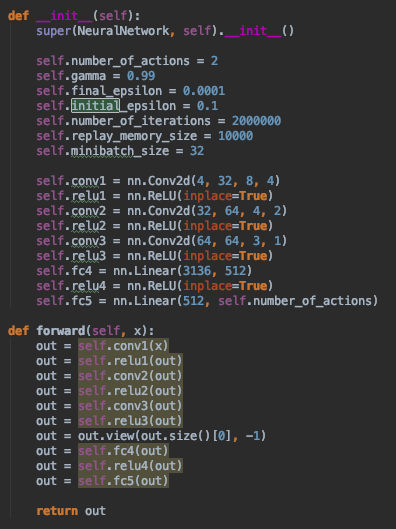 def __init__(self):
    super(NeuralNetwork, self).__init__()

    self.number_of_actions = 2
    self.gamma = 0.99
    self.final_epsilon = 0.0001
    self.initial_epsilon = 0.1
    self.number_of_iterations = 2000000
    self.replay_memory_size = 10000
    self.minibatch_size = 32

    self.conv1 = nn.Conv2d(4, 32, 8, 4)
    self.relu1 = nn.ReLU(inplace=True)
    self.conv2 = nn.Conv2d(32, 64, 4, 2)
    self.relu2 = nn.ReLU(inplace=True)
    self.conv3 = nn.Conv2d(64, 64, 3, 1)
    self.relu3 = nn.ReLU(inplace=True)
    self.fc4 = nn.Linear(3136, 512)
    self.relu4 = nn.ReLU(inplace=True)
    self.fc5 = nn.Linear(512, self.number_of_actions)

def forward(self, x):
    out = self.conv1(x)
    out = self.relu1(out)
    out = self.conv2(out)
    out = self.relu2(out)
    out = self.conv3(out)
    out = self.relu3(out)
    out = out.view(out.size()[0], -1)
    out = self.fc4(out)
    out = self.relu4(out)
    out = self.fc5(out)

    return out